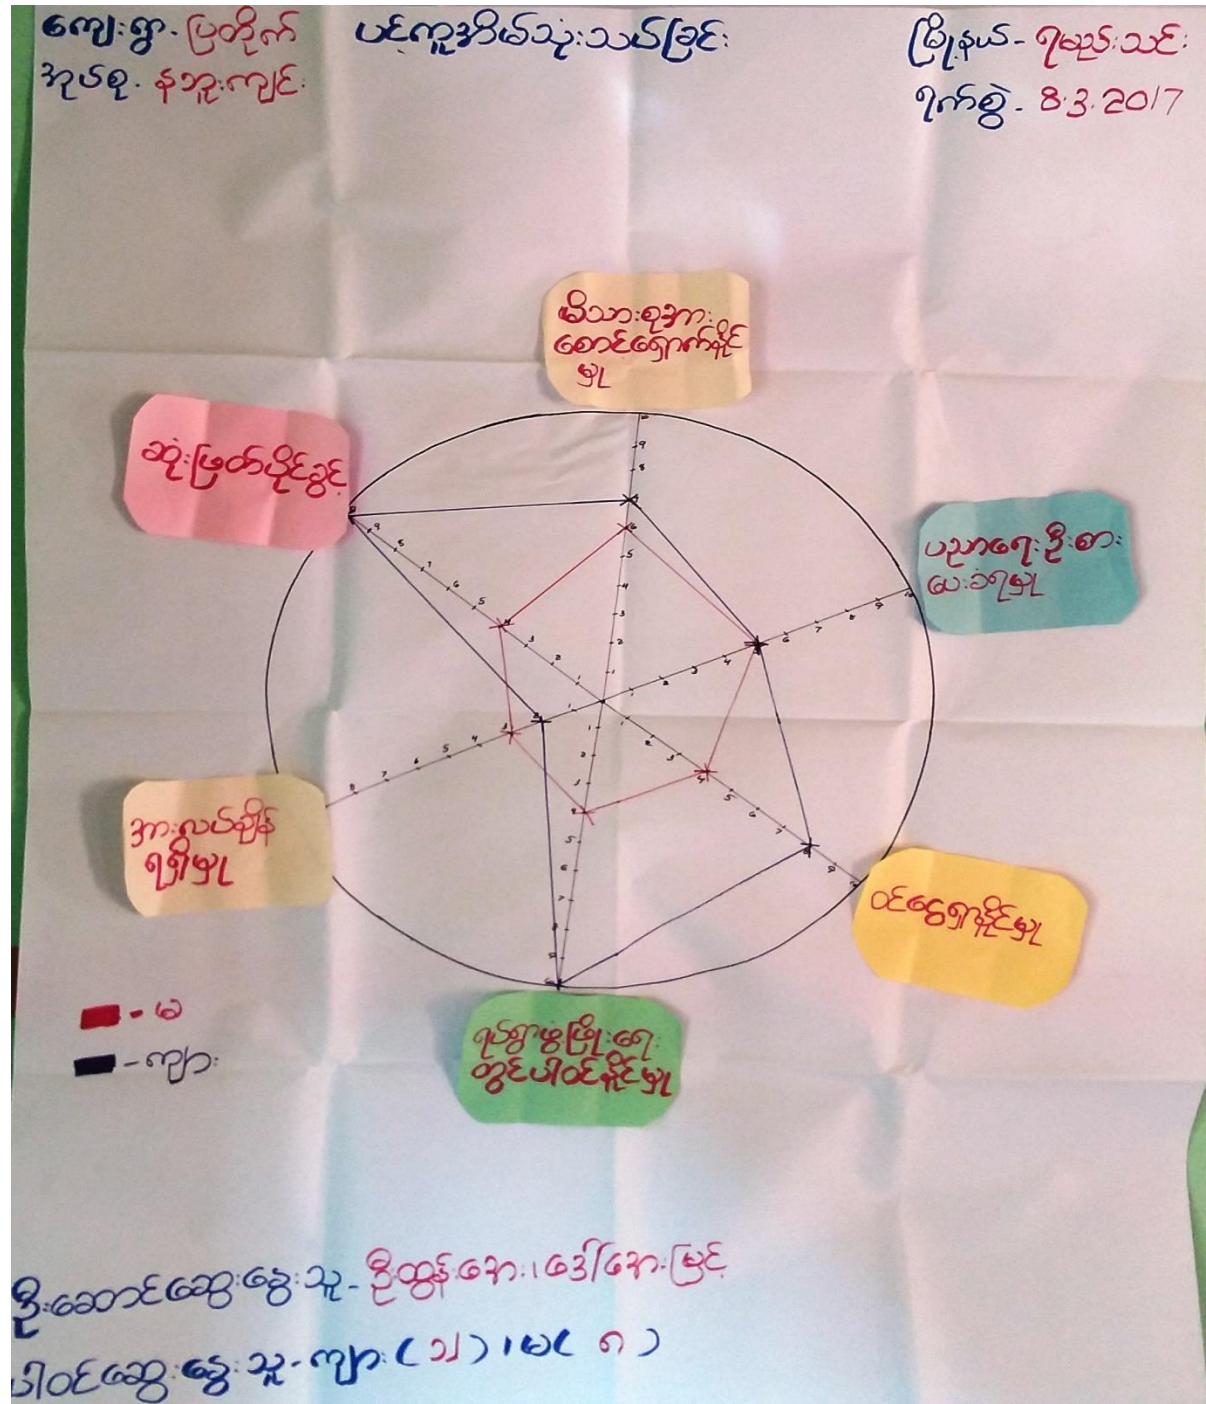 ကျေးရွာ-ပြတိုက်
အုပ်စု-နဘူးကျင်း
ပင့်ကူအိမ်သုံးသပ်ခြင်း
မြို့နယ်-ရမည်းသင်း
ရက်စွဲ-8.3.2017
မိသားစုအား
စောင့်ရှောက်နိုင်
မှု
ဆုံးဖြတ်ပိုင်ခွင့်
ပညာရေးဦးစား
ပေးခံရမှု
အားလပ်ချိန်
ရရှိမှု
ဝင်ငွေရှာနိုင်မှု
ရပ်ရွာဖွံ့ဖြိုးရေး
တွင်ပါဝင်နိုင်မှု
-မ
-ကျား
ဦးဆောင်ဆွေးနွေးသူ-ဦးထွန်းအေး၊ဒေါ်အေးမြင့်
ပါဝင်ဆွေးနွေးသူ-ကျား()၊မ(၈)